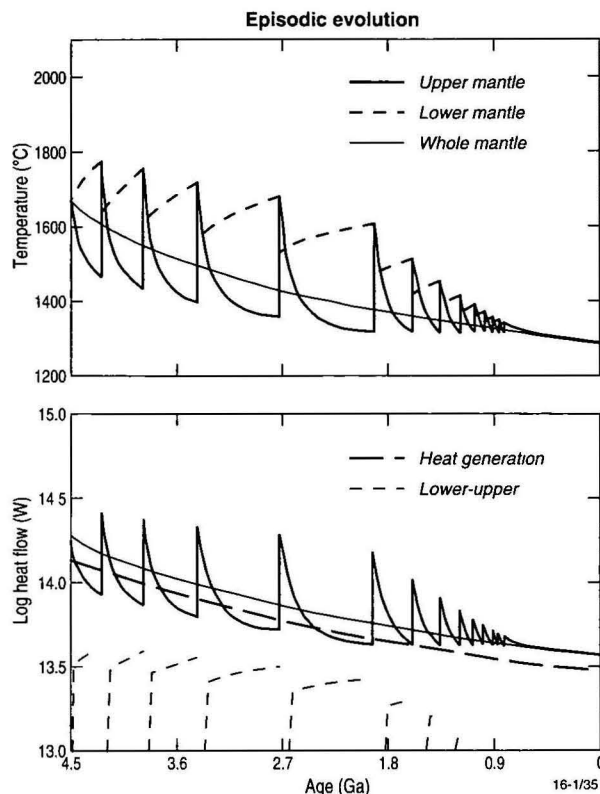 Episodic evolution
2000
1800
1600
1400
1200
Temperature (°C)
Upper mantle
Lower mantle
Whole mantle
15.0
14.5
14.0
13.5
13.0
Log heat flow (W)
Heat generation
Lower-upper
4.5 3.6 2.7 1.8 0.9 0
Age (Ga)
16-1/35